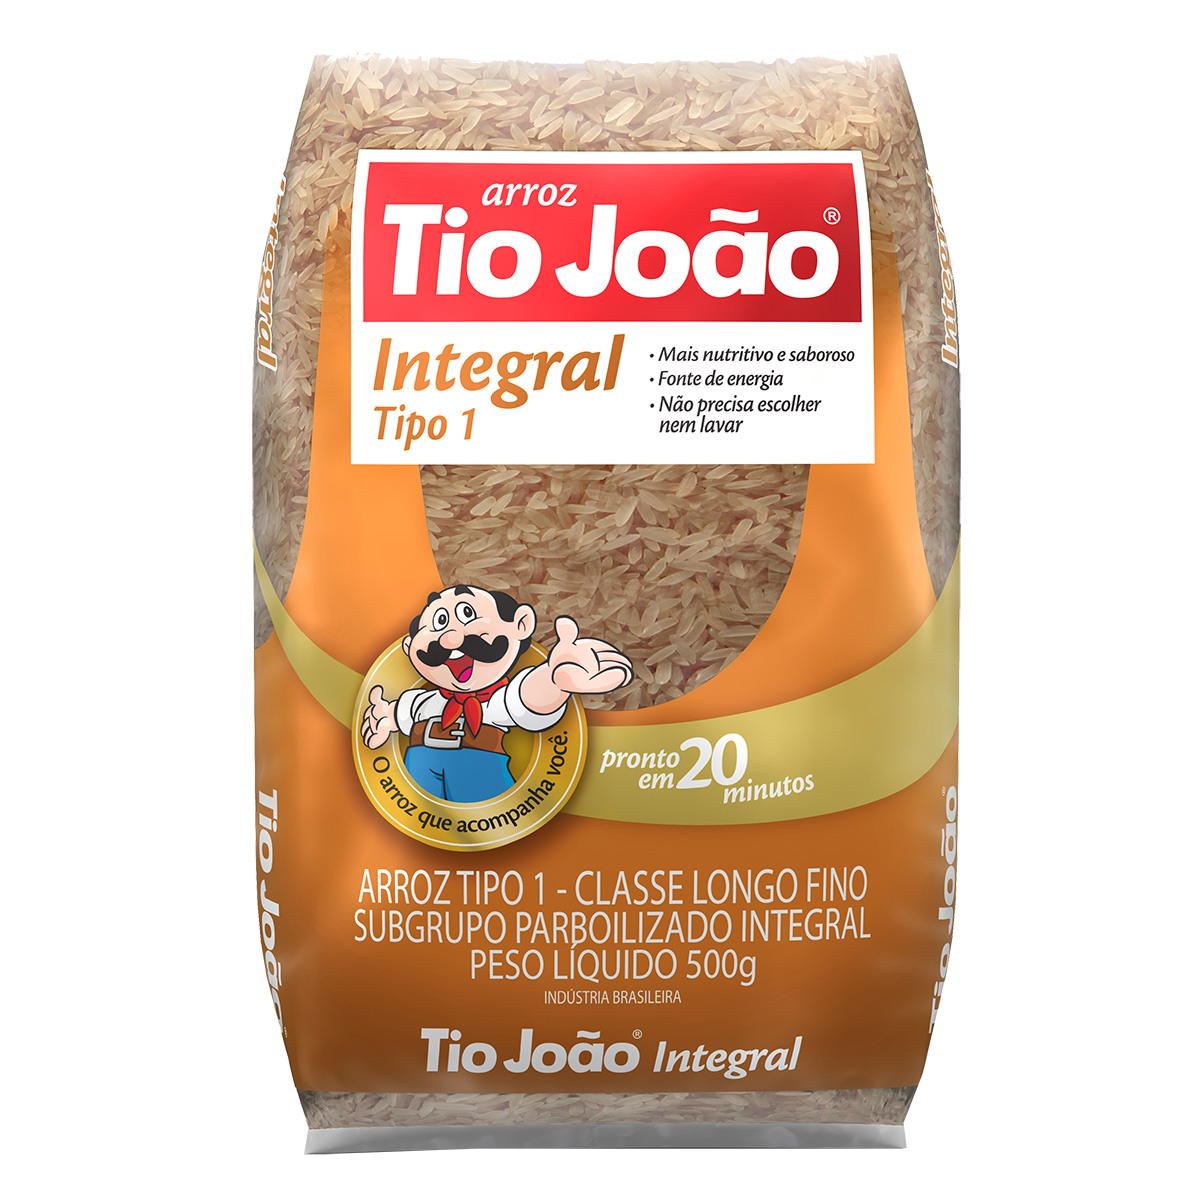 arroz
Tio João®
Integral
Tipo 1
· Mais nutritivo e saboroso
· Fonte de energia
· Não precisa escolher
nem lavar
Integral
Integral
O arroz que acompanha você.
pronto
em 20
minutos
ARROZ TIPO 1 - CLASSE LONGO FINO
SUBGRUPO PARBOILIZADO INTEGRAL
PESO LÍQUIDO 500g
INDÚSTRIA BRASILEIRA
Tio João® Integral
Tio João
Tio João®